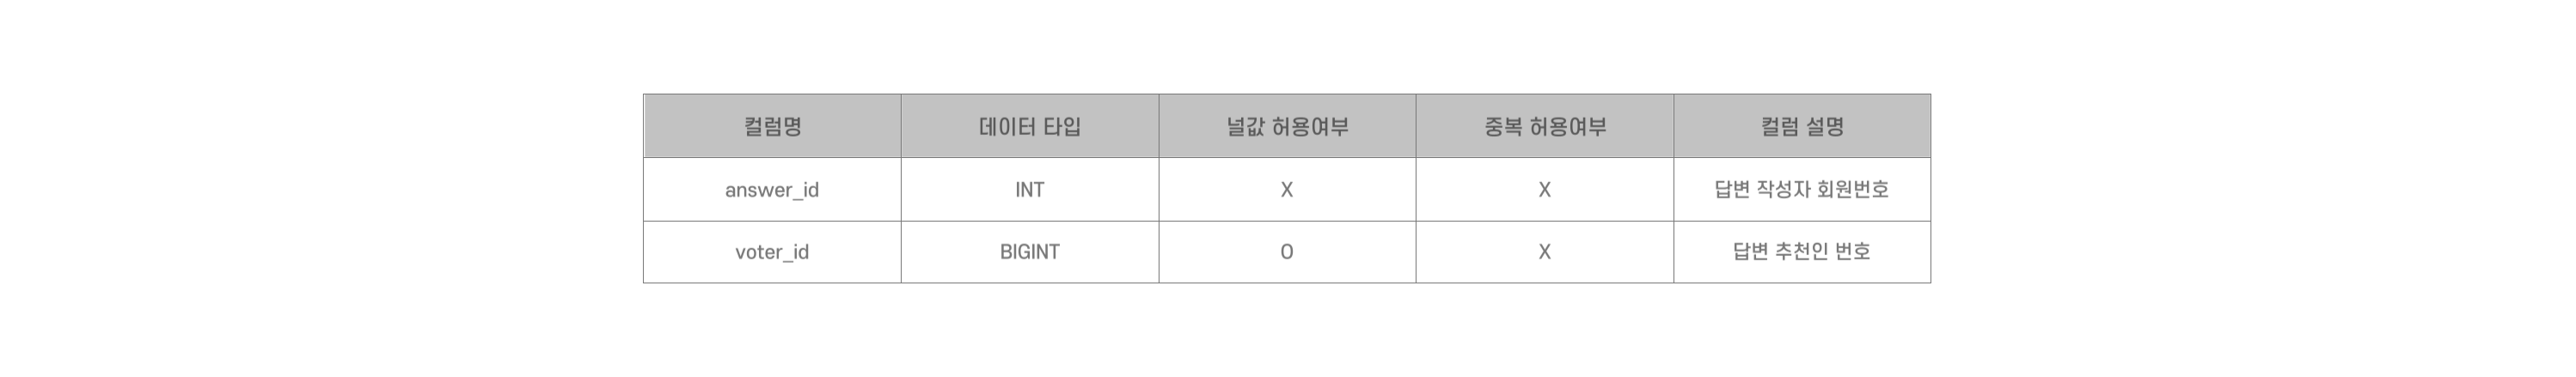 컬럼명 데이터 타입 널값 허용여부 중복 허용여부 컬럼 설명
answer_id INT X X 답변 작성자 회원번호
voter_id BIGINT O X 답변 추천인 번호